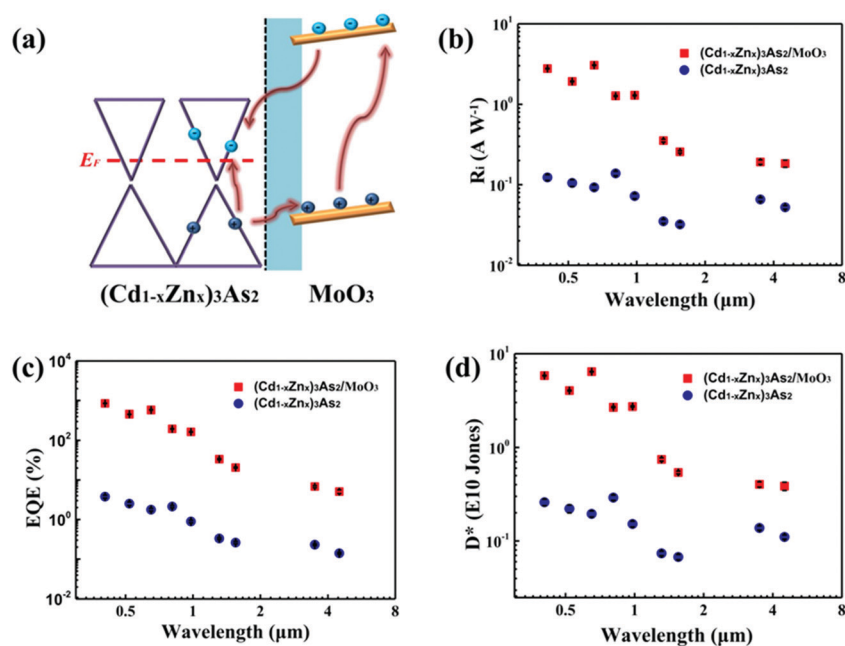 (a)
E_F
− − −
− −
+ +
+ + +
(Cd1-xZnx)3As2 MoO3
(b)
(Cd1-xZnx)3As2/MoO3
(Cd1-xZnx)3As2
Ri (A W-1)
10^1
10^0
10^-1
10^-2
0.5 1 2 4 8
Wavelength (μm)
(c)
(Cd1-xZnx)3As2/MoO3
(Cd1-xZnx)3As2
EQE (%)
10^4
10^2
10^0
10^-2
0.5 1 2 4 8
Wavelength (μm)
(d)
(Cd1-xZnx)3As2/MoO3
(Cd1-xZnx)3As2
D* (E10 Jones)
10^1
10^0
10^-1
0.5 1 2 4 8
Wavelength (μm)